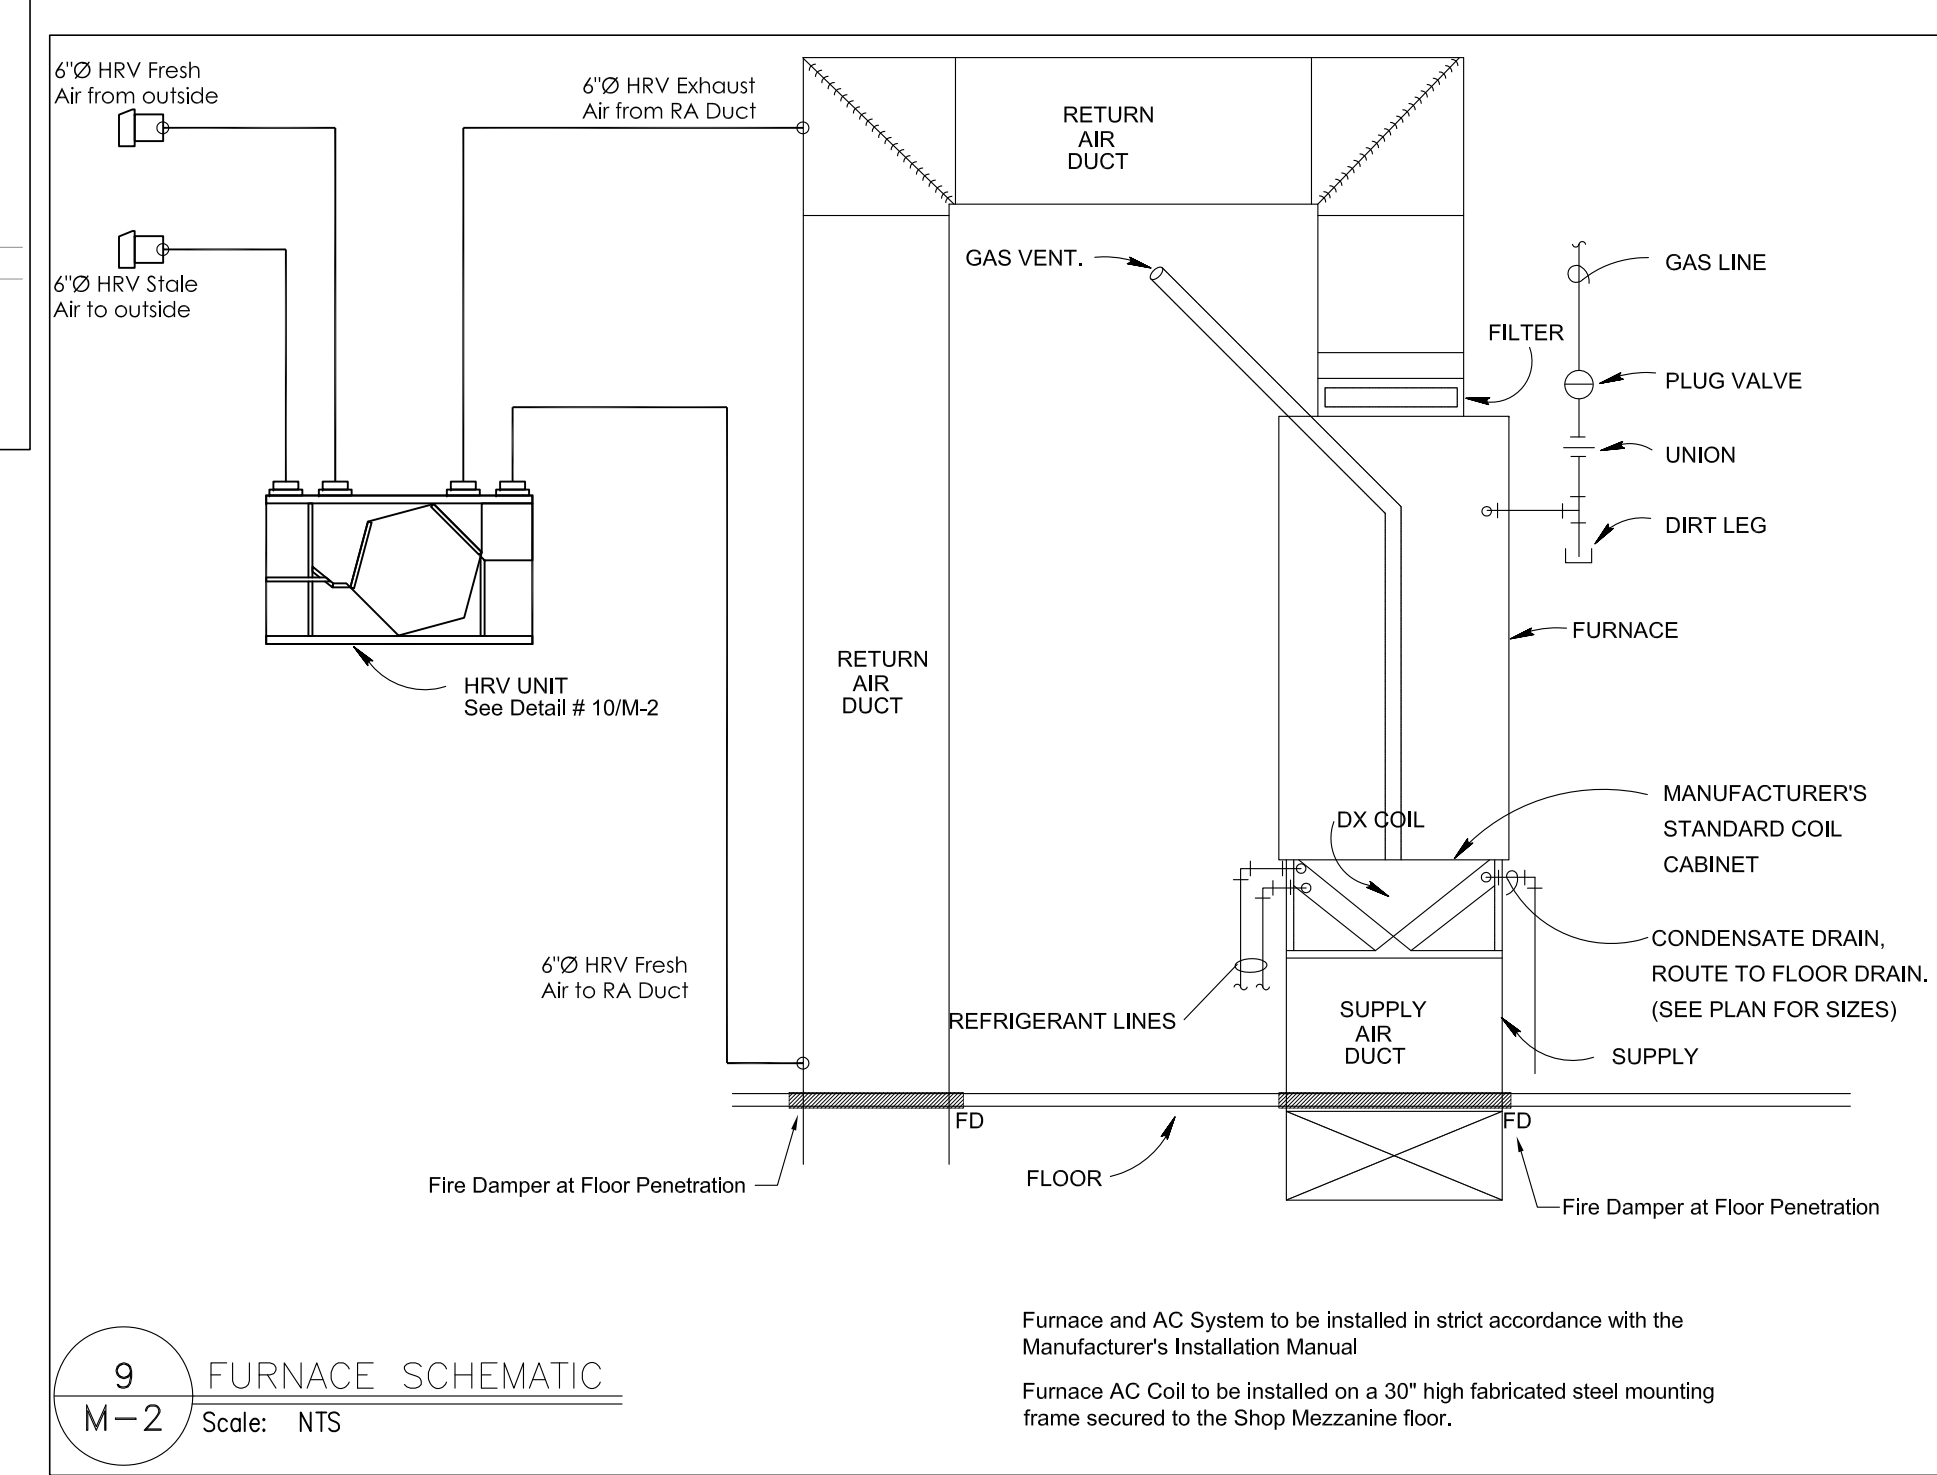 6"Ø HRV Fresh
Air from outside
6"Ø HRV Exhaust
Air from RA Duct
RETURN
AIR
DUCT
6"Ø HRV Stale
Air to outside
GAS VENT.
GAS LINE
FILTER
PLUG VALVE
UNION
DIRT LEG
FURNACE
RETURN
AIR
DUCT
HRV UNIT
See Detail # 10/M-2
DX COIL
MANUFACTURER'S
STANDARD COIL
CABINET
CONDENSATE DRAIN,
ROUTE TO FLOOR DRAIN.
(SEE PLAN FOR SIZES)
6"Ø HRV Fresh
Air to RA Duct
REFRIGERANT LINES
SUPPLY
AIR
DUCT
SUPPLY
FD
FD
FLOOR
Fire Damper at Floor Penetration
Fire Damper at Floor Penetration
Furnace and AC System to be installed in strict accordance with the
Manufacturer's Installation Manual
Furnace AC Coil to be installed on a 30" high fabricated steel mounting
frame secured to the Shop Mezzanine floor.
9
M-2
FURNACE SCHEMATIC
Scale: NTS